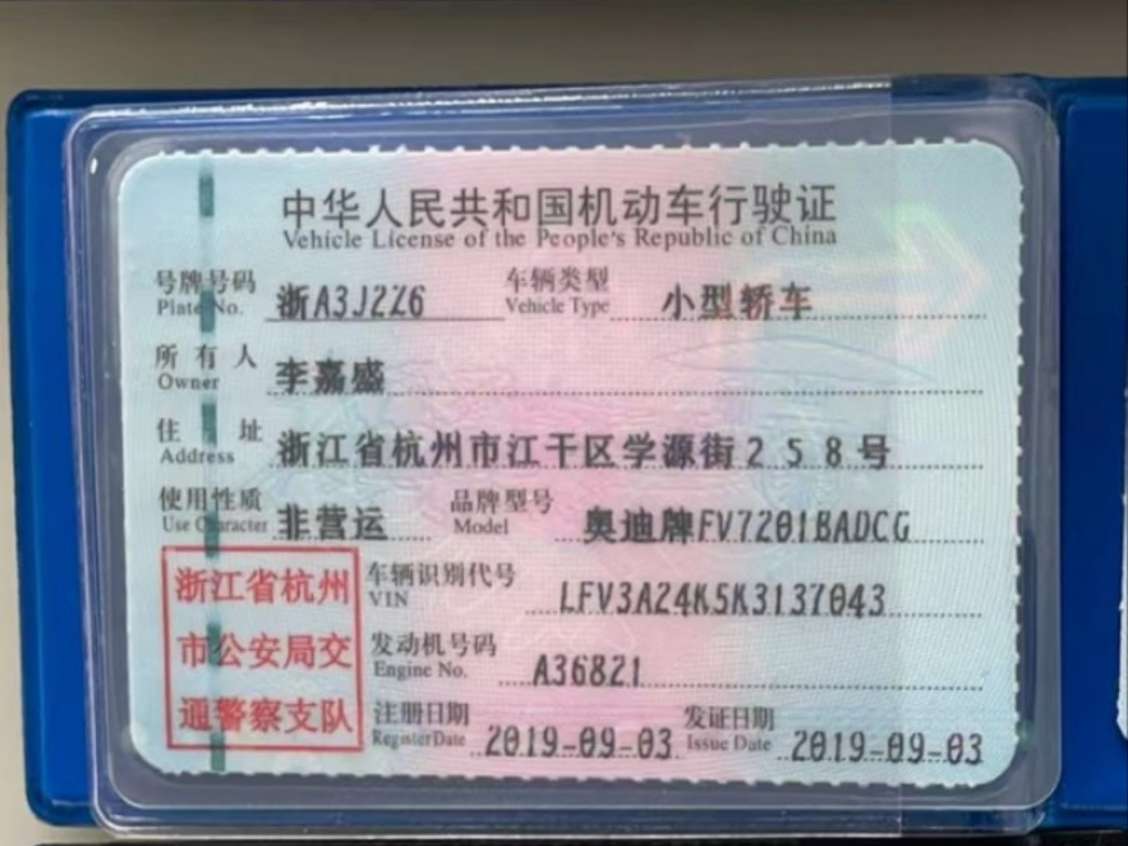 中华人民共和国机动车行驶证
Vehicle License of the People's Republic of China
号牌号码 浙A3J2Z6 车辆类型 小型轿车
Plate No. Vehicle Type
所有人 李嘉盛
Owner
住址 浙江省杭州市江干区学源街258号
Address
使用性质 非营运 品牌型号 奥迪牌FV7201BADCG
Use Character Model
浙江省杭州
市公安局交
通警察支队
车辆识别代号 LFV3A24K5K3137043
VIN
发动机号码 A36821
Engine No.
注册日期 2019-09-03 发证日期 2019-09-03
Register Date Issue Date